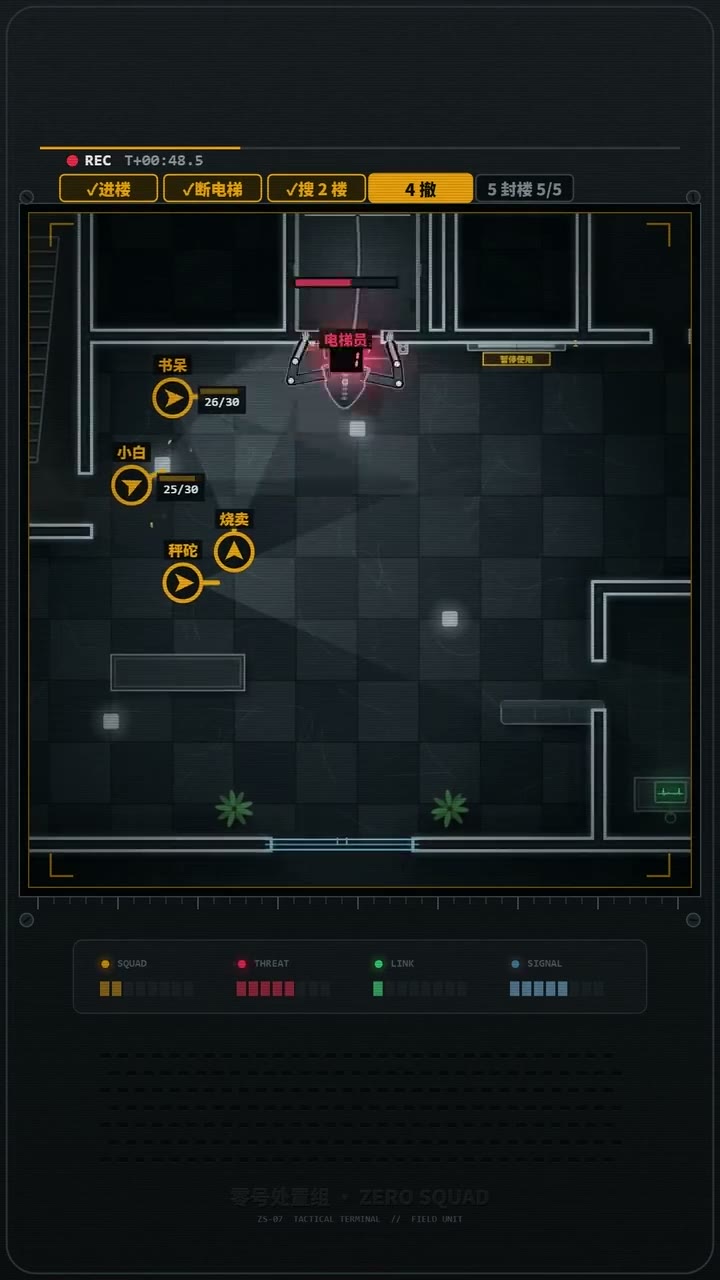 REC T+00:48.5
✓进楼 ✓断电梯 ✓搜 2 楼 4 撤 5 封楼 5/5
电梯员
1
暂停使用
书呆
26/30
小白
25/30
烧卖
秤砣
SQUAD THREAT LINK SIGNAL
零号处置组 · ZERO SQUAD
ZS-07 TACTICAL TERMINAL // FIELD UNIT